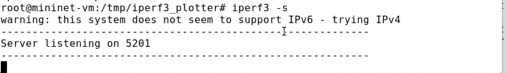 root@mininet-vm:/tmp/iperf3_plotter# iperf3 -s
warning: this system does not seem to support IPv6 - trying IPv4
-----------------------------------------------------------
Server listening on 5201
-----------------------------------------------------------